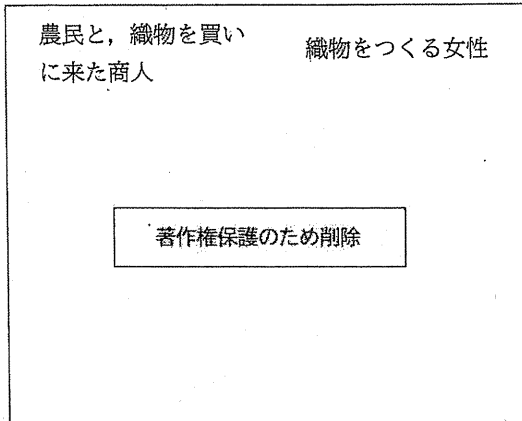 農民と，織物を買い
に来た商人
織物をつくる女性
著作権保護のため削除